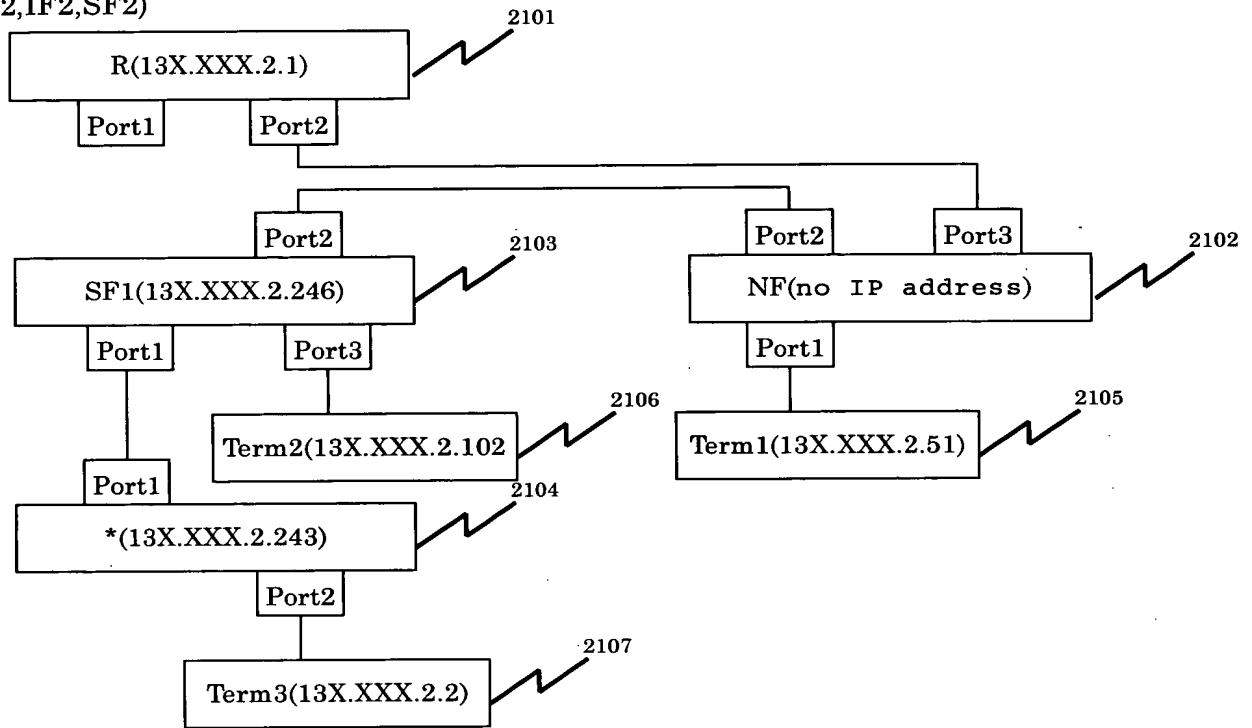 2,IF2,SF2)
2101
R(13X.XXX.2.1)
Port1
Port2
Port2
Port2
Port3
2103
2102
SF1(13X.XXX.2.246)
NF(no IP address)
Port1
Port3
Port1
2106
2105
Term2(13X.XXX.2.102
Term1(13X.XXX.2.51)
Port1
2104
*(13X.XXX.2.243)
Port2
2107
Term3(13X.XXX.2.2)